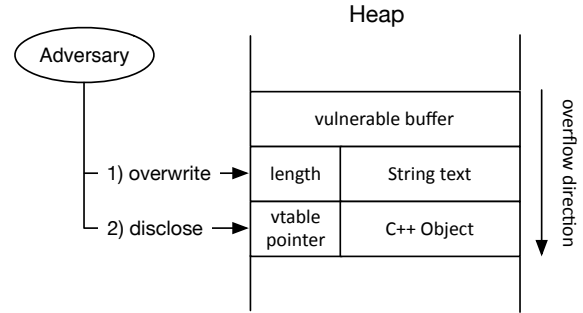 Heap
Adversary
vulnerable buffer
1) overwrite
length
String text
2) disclose
vtable
pointer
C++ Object
overflow direction